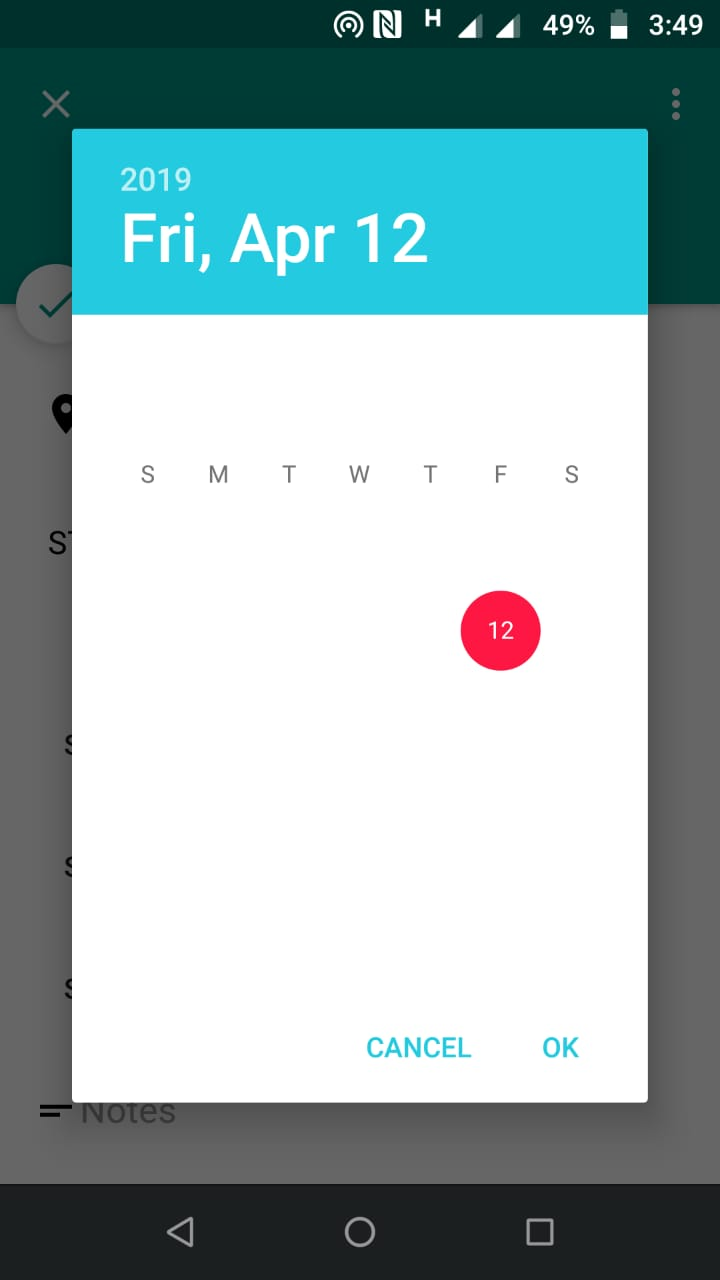 H 49% 3:49
2019
Fri, Apr 12
S M T W T F S
12
CANCEL OK
Notes